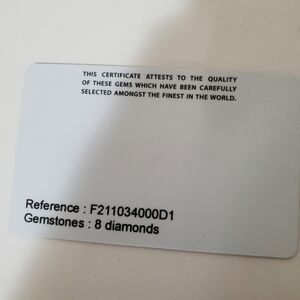 THIS CERTIFICATE ATTESTS TO THE QUALITY
OF THESE GEMS WHICH HAVE BEEN CAREFULLY
SELECTED AMONGST THE FINEST IN THE WORLD.
Reference : F211034000D1
Gemstones : 8 diamonds